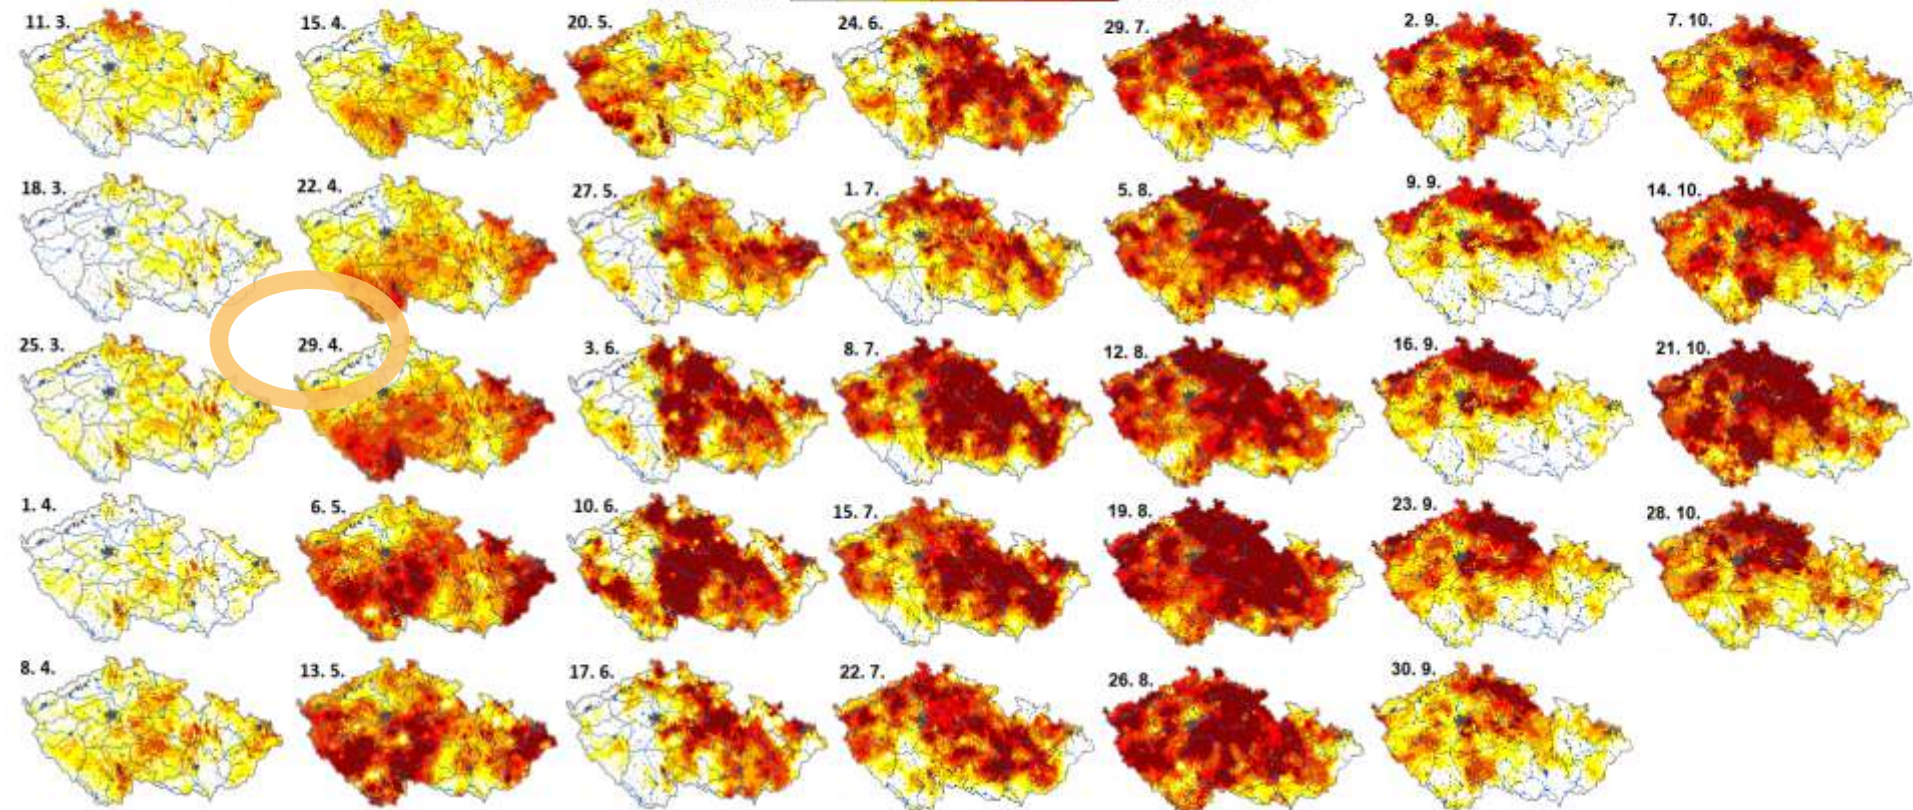 11. 3. 15. 4. 20. 5. 24. 6. 29. 7. 2. 9. 7. 10.
18. 3. 22. 4. 27. 5. 1. 7. 5. 8. 9. 9. 14. 10.
25. 3. 29. 4. 3. 6. 8. 7. 12. 8. 16. 9. 21. 10.
1. 4. 6. 5. 10. 6. 15. 7. 19. 8. 23. 9. 28. 10.
8. 4. 13. 5. 17. 6. 22. 7. 26. 8. 30. 9.